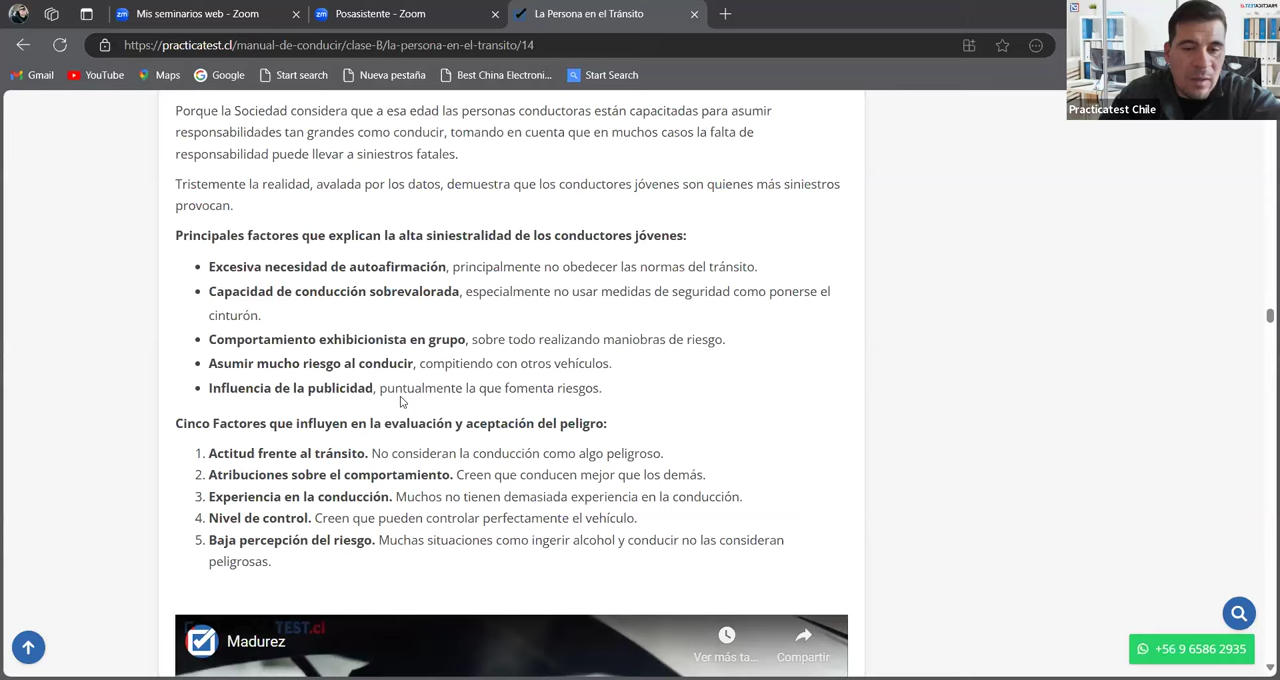 Mis seminarios web - Zoom
Posasistente - Zoom
La Persona en el Tránsito
https://practicatest.cl/manual-de-conducir/clase-B/la-persona-en-el-transito/14
Gmail
YouTube
Maps
Google
Start search
Nueva pestaña
Best China Electroni...
Start Search
Practicatest Chile
Porque la Sociedad considera que a esa edad las personas conductoras están capacitadas para asumir
responsabilidades tan grandes como conducir, tomando en cuenta que en muchos casos la falta de
responsabilidad puede llevar a siniestros fatales.
Tristemente la realidad, avalada por los datos, demuestra que los conductores jóvenes son quienes más siniestros
provocan.
Principales factores que explican la alta siniestralidad de los conductores jóvenes:
Excesiva necesidad de autoafirmación, principalmente no obedecer las normas del tránsito.
Capacidad de conducción sobrevalorada, especialmente no usar medidas de seguridad como ponerse el
cinturón.
Comportamiento exhibicionista en grupo, sobre todo realizando maniobras de riesgo.
Asumir mucho riesgo al conducir, compitiendo con otros vehículos.
Influencia de la publicidad, puntualmente la que fomenta riesgos.
Cinco Factores que influyen en la evaluación y aceptación del peligro:
1. Actitud frente al tránsito. No consideran la conducción como algo peligroso.
2. Atribuciones sobre el comportamiento. Creen que conducen mejor que los demás.
3. Experiencia en la conducción. Muchos no tienen demasiada experiencia en la conducción.
4. Nivel de control. Creen que pueden controlar perfectamente el vehículo.
5. Baja percepción del riesgo. Muchas situaciones como ingerir alcohol y conducir no las consideran
peligrosas.
TEST.cl
Madurez
Ver más ta...
Compartir
+56 9 6586 2935